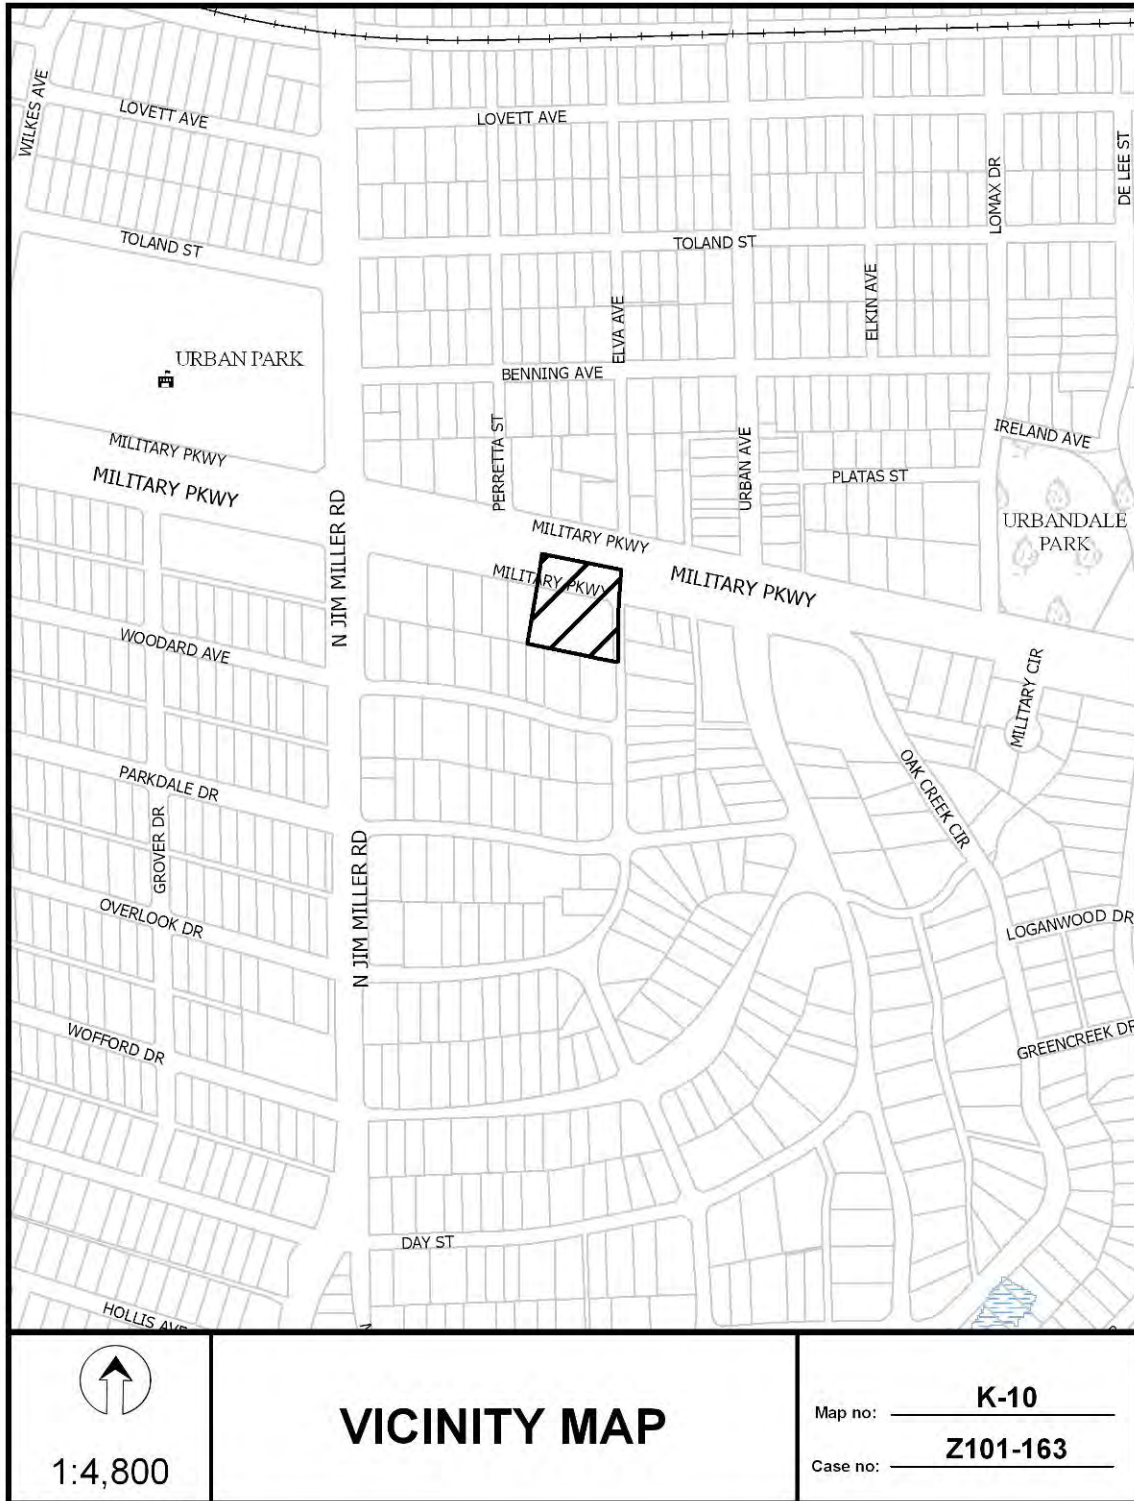 WILKES AVE
LOVETT AVE
LOVETT AVE
DE LEE ST
LOMAX DR
TOLAND ST
TOLAND ST
ELKIN AVE
ELVA AVE
URBAN PARK
BENNING AVE
PERRETTA ST
IRELAND AVE
URBAN AVE
MILITARY PKWY
MILITARY PKWY
PLATAS ST
N JIM MILLER RD
URBANDALE
PARK
MILITARY PKWY
MILITARY PKWY
MILITARY PKWY
WOODARD AVE
MILITARY CIR
OAK CREEK CIR
PARKDALE DR
GROVER DR
N JIM MILLER RD
OVERLOOK DR
LOGANWOOD DR
WOFFORD DR
GREENCREEK DR
DAY ST
HOLLIS AVE
1:4,800
VICINITY MAP
Map no: K-10
Case no: Z101-163